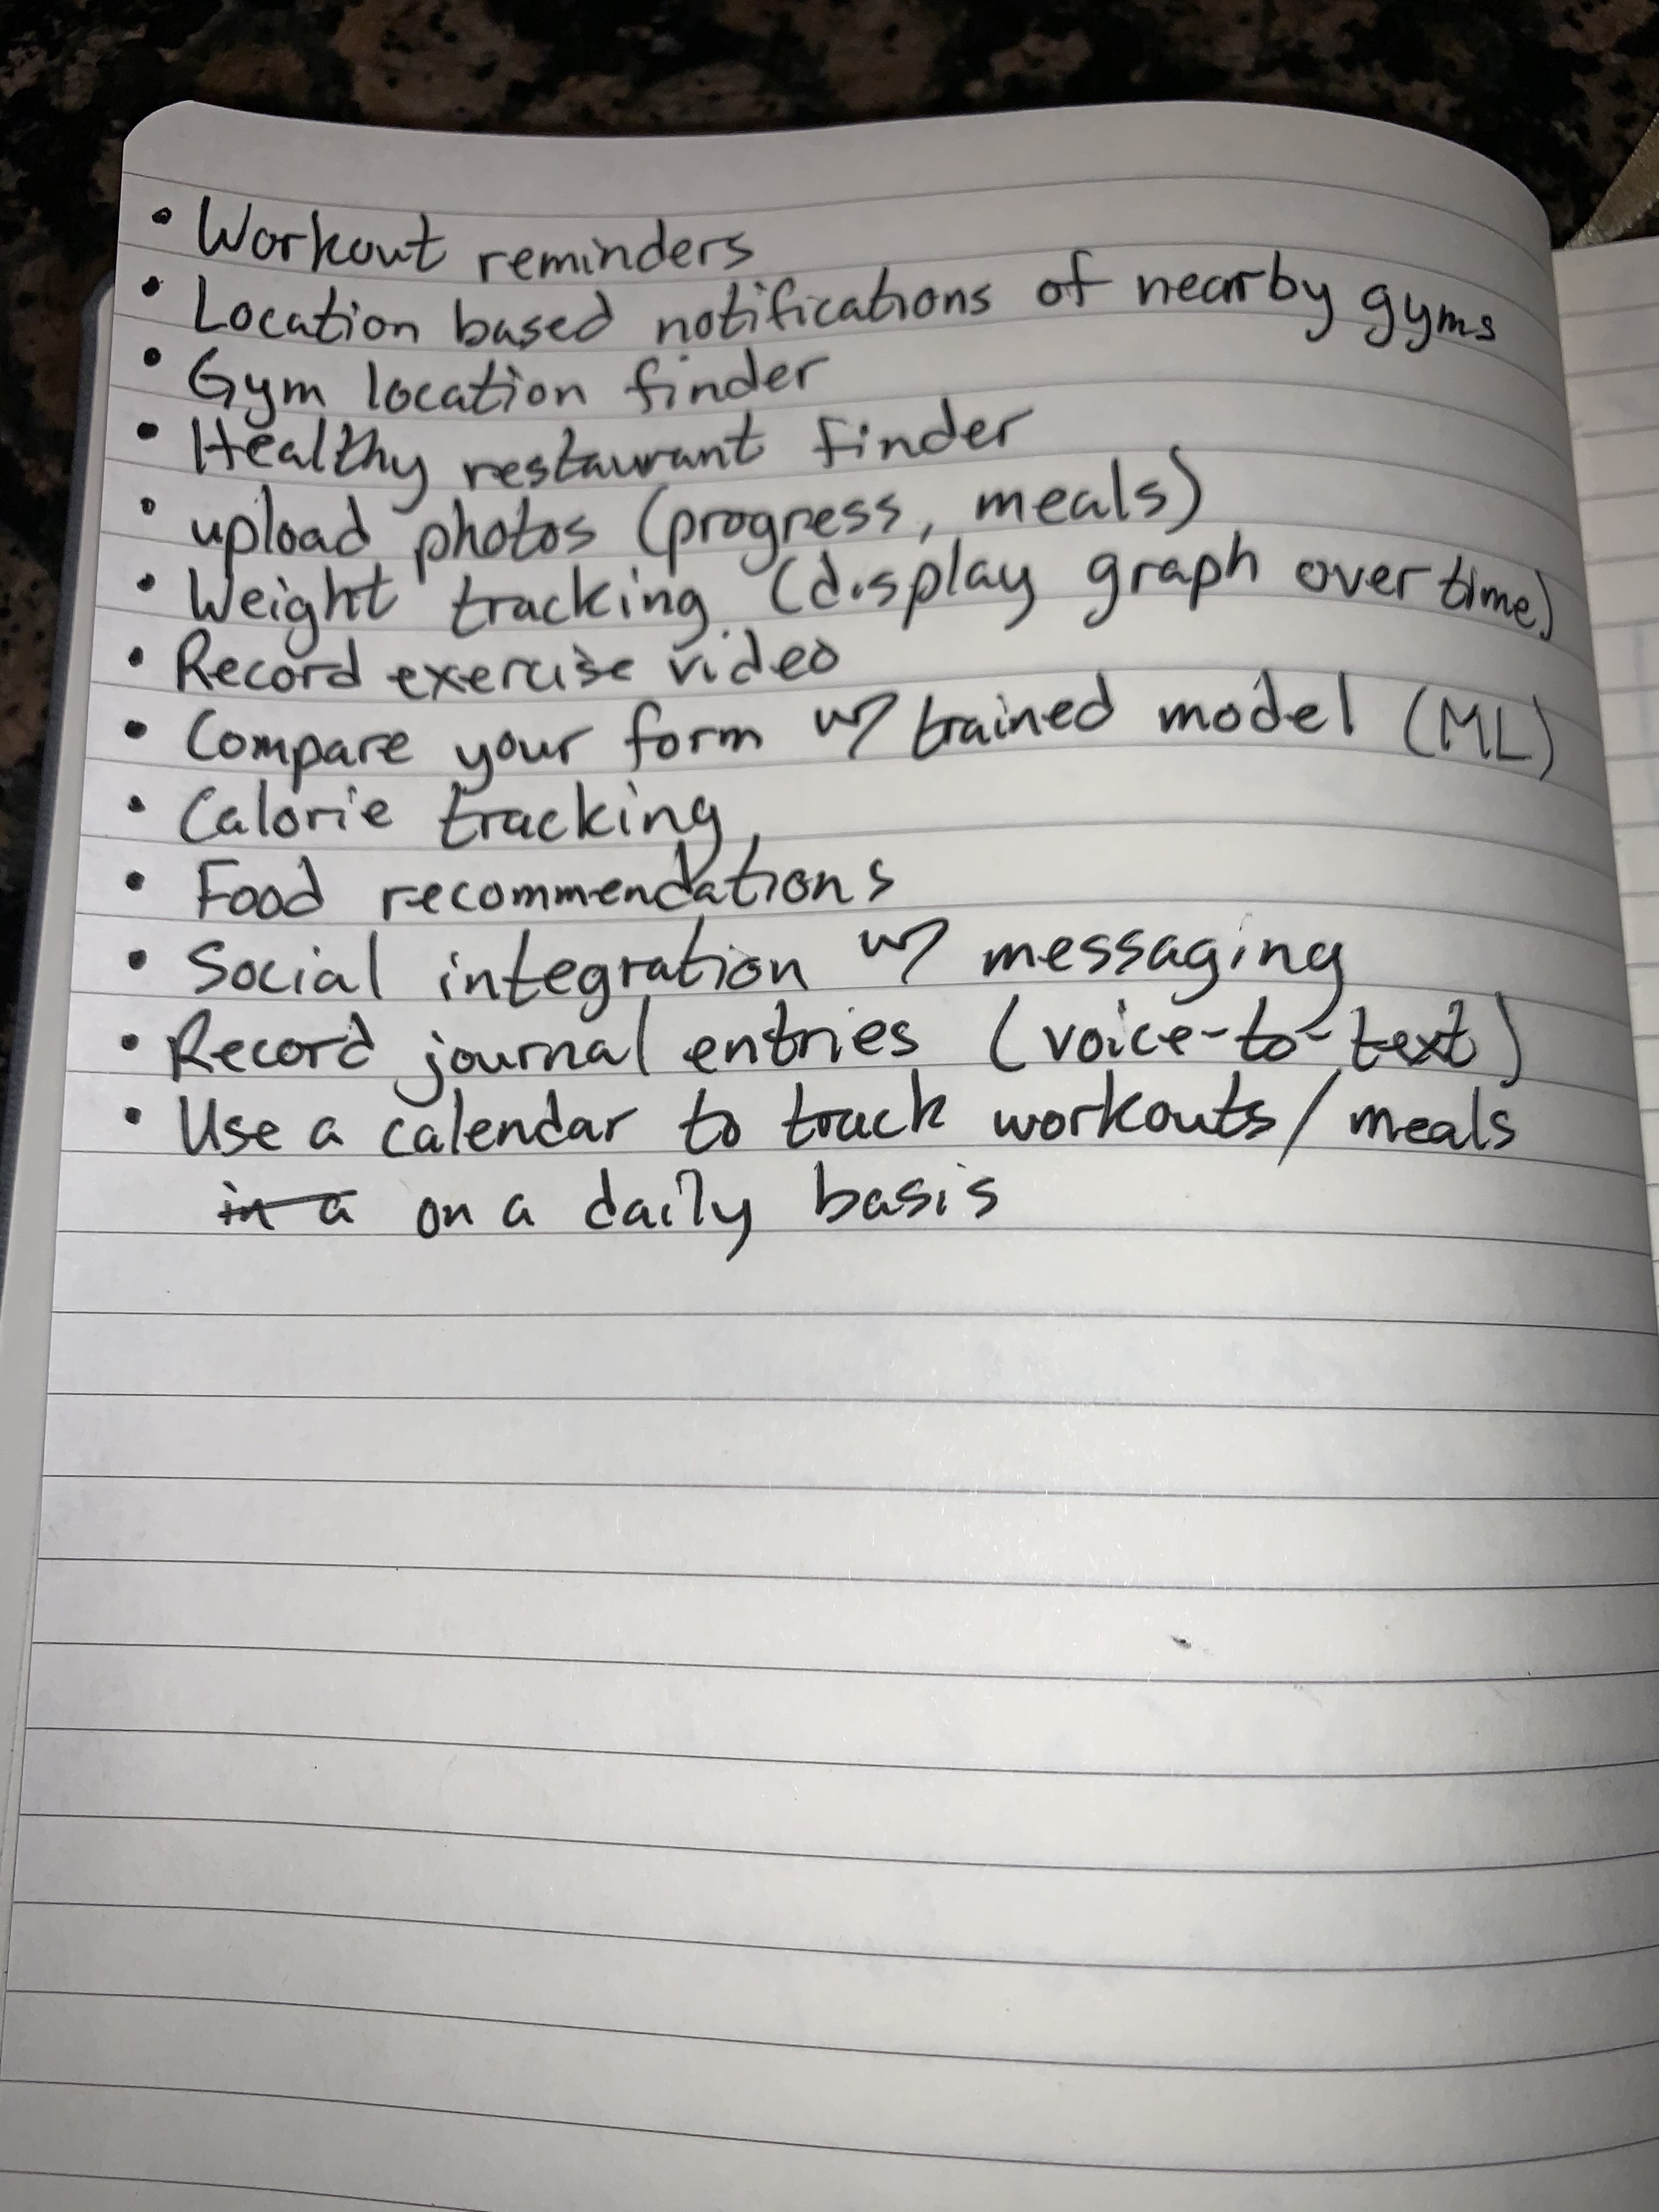 • Workout reminders
• Location based notifications of nearby gyms
• Gym location finder
• Healthy restaurant finder
• upload photos (progress, meals)
• Weight tracking (display graph over time)
• Record exercise video
• Compare your form w/ trained model (ML)
• Calorie tracking
• Food recommendations
• Social integration w/ messaging
• Record journal entries (voice-to-text)
• Use a calendar to track workouts/meals
in a on a daily basis